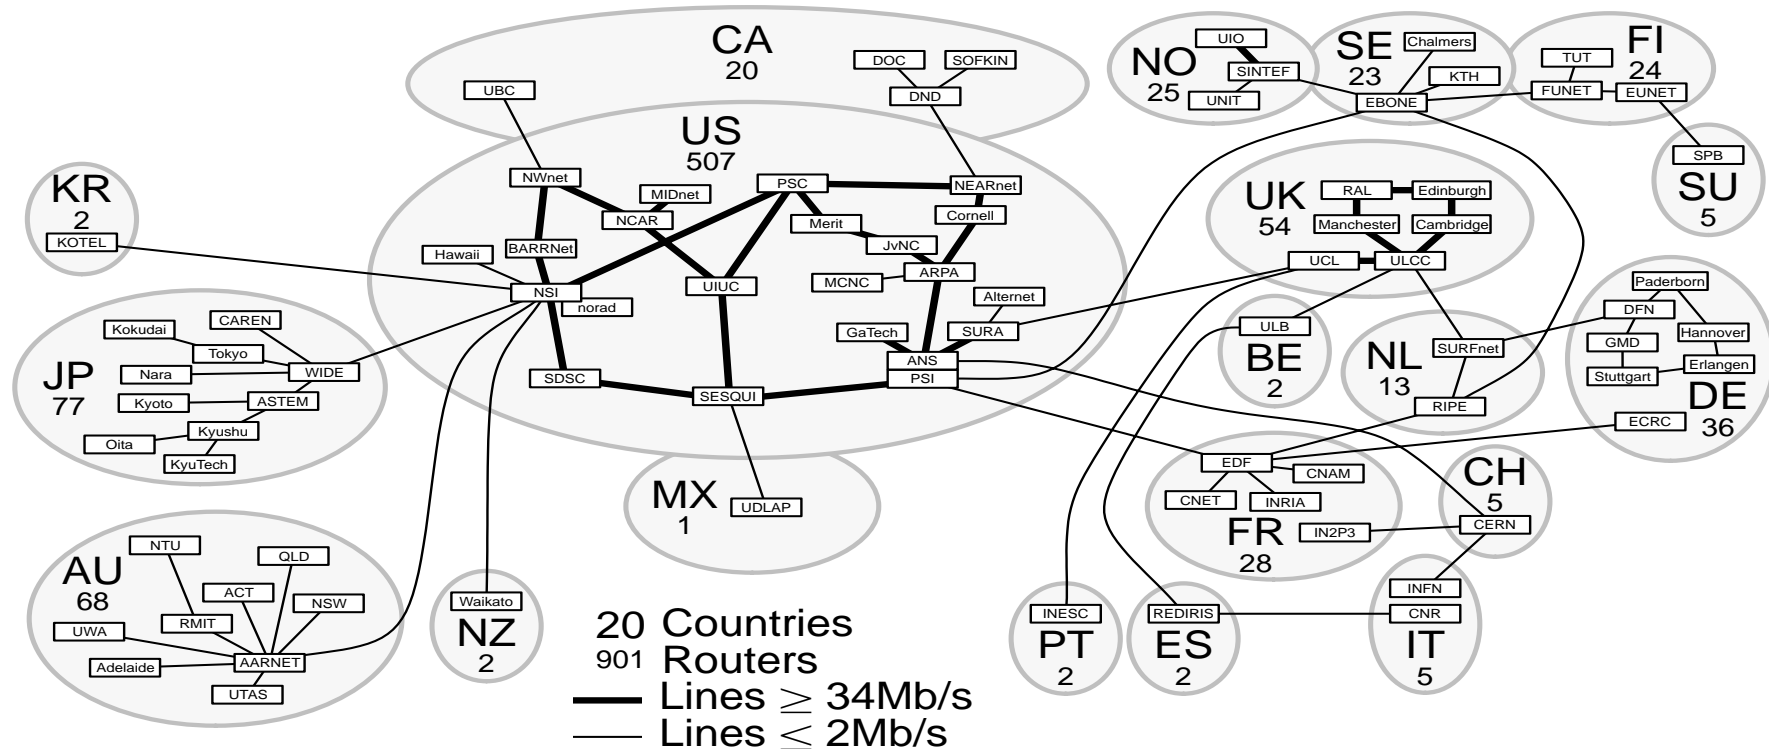 CA
20
DOC
SOFKIN
UBC
DND
US
507
NWnet
MIDnet
PSC
NEARnet
NCAR
Merit
Cornell
Hawaii
BARRNet
JvNC
NSI
norad
UIUC
MCNC
ARPA
Alternet
GaTech
SURA
ANS
PSI
SDSC
SESQUI
NO
25
UIO
SINTEF
UNIT
SE
23
Chalmers
KTH
EBONE
FI
24
TUT
FUNET
EUNET
SPB
SU
5
KR
2
KOTEL
UK
54
RAL
Edinburgh
Manchester
Cambridge
UCL
ULCC
JP
77
Kokudai
CAREN
Tokyo
Nara
WIDE
Kyoto
ASTEM
Oita
Kyushu
KyuTech
ULB
BE
2
NL
13
SURFnet
RIPE
Paderborn
DFN
Hannover
GMD
Erlangen
Stuttgart
DE
36
ECRC
MX
1
UDLAP
EDF
CNAM
CNET
INRIA
IN2P3
FR
28
CH
5
CERN
AU
68
NTU
QLD
ACT
NSW
UWA
RMIT
Adelaide
AARNET
UTAS
Waikato
NZ
2
INESC
PT
2
REDIRIS
ES
2
INFN
CNR
IT
5
20 Countries
901 Routers
Lines ≥ 34Mb/s
Lines ≤ 2Mb/s